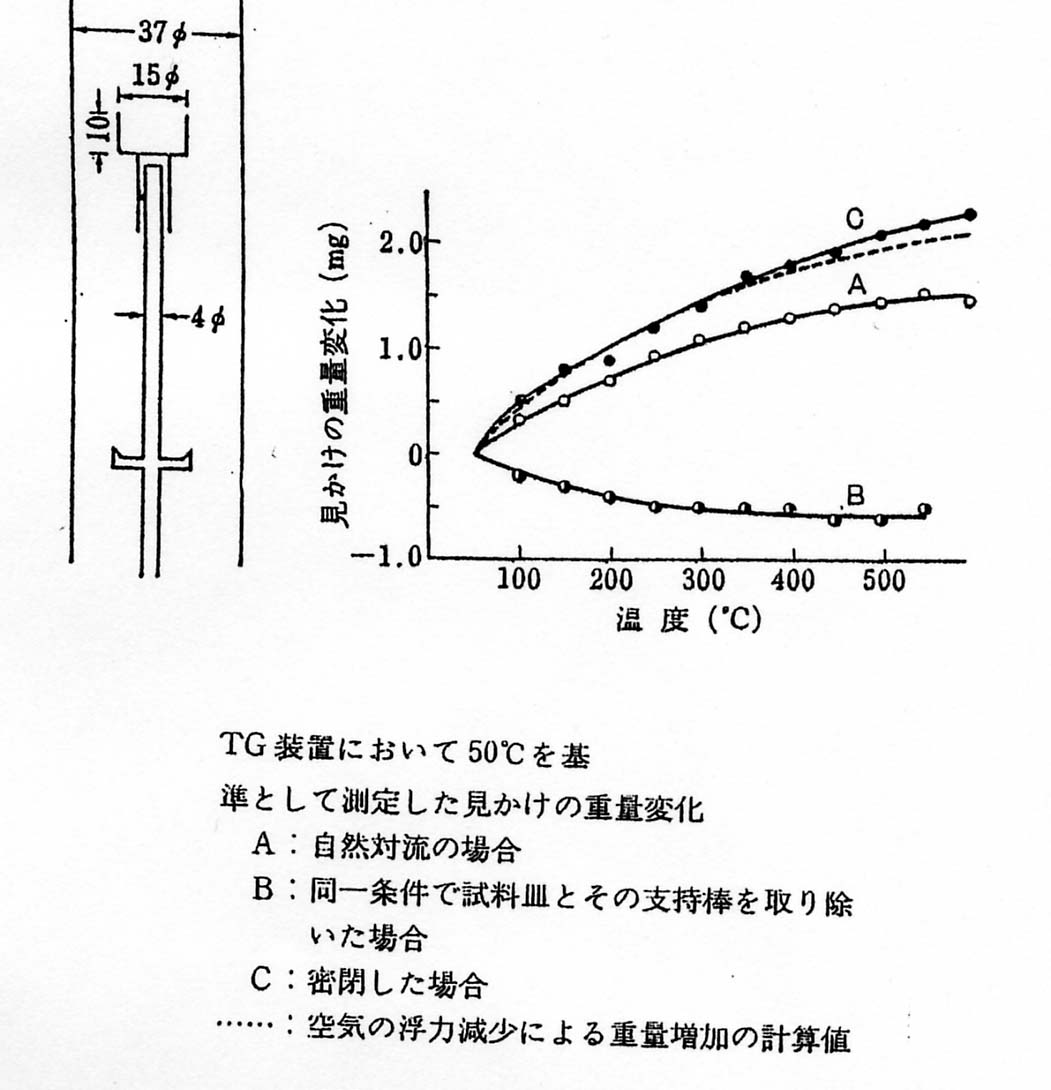 37φ
15φ
10
4φ
見かけの重量変化 (mg)
2.0
1.0
0
−1.0
C
A
B
100 200 300 400 500
温度 (℃)
TG装置において50℃を基
準として測定した見かけの重量変化
A：自然対流の場合
B：同一条件で試料皿とその支持棒を取り除
いた場合
C：密閉した場合
……：空気の浮力減少による重量増加の計算値